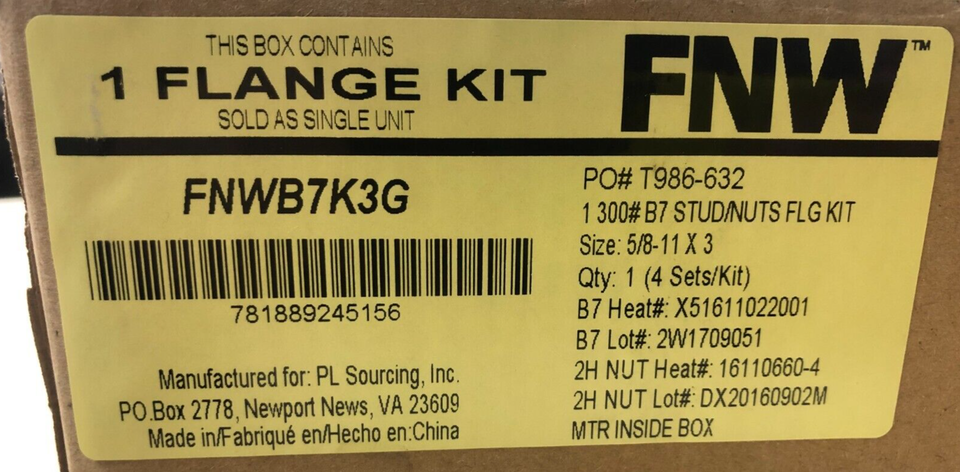 THIS BOX CONTAINS
1 FLANGE KIT
SOLD AS SINGLE UNIT
FNW™
FNWB7K3G
781889245156
Manufactured for: PL Sourcing, Inc.
PO.Box 2778, Newport News, VA 23609
Made in/Fabriqué en/Hecho en:China
PO# T986-632
1 300# B7 STUD/NUTS FLG KIT
Size: 5/8-11 X 3
Qty: 1 (4 Sets/Kit)
B7 Heat#: X51611022001
B7 Lot#: 2W1709051
2H NUT Heat#: 16110660-4
2H NUT Lot#: DX20160902M
MTR INSIDE BOX